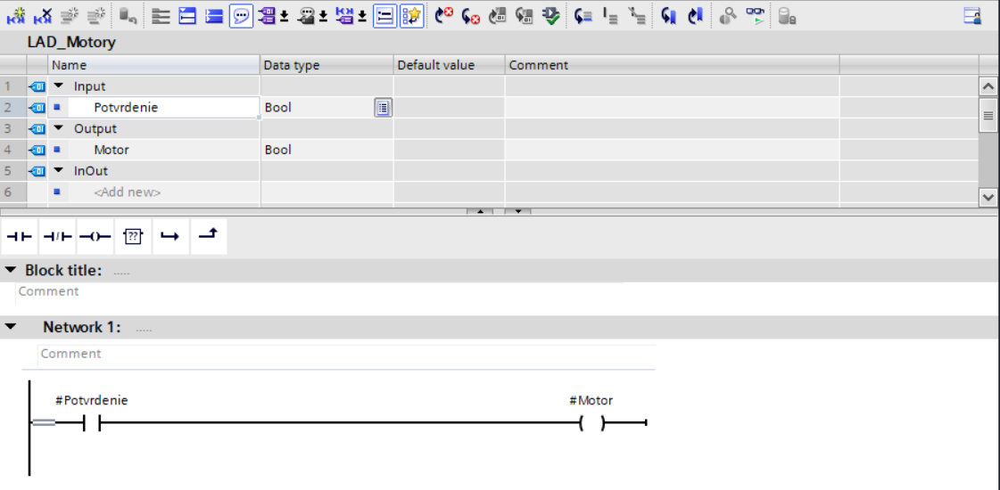 LAD_Motory
Name Data type Default value Comment
1 Input
2 Potvrdenie Bool
3 Output
4 Motor Bool
5 InOut
6 <Add new>
??
Block title: .....
Comment
Network 1: .....
Comment
#Potvrdenie #Motor